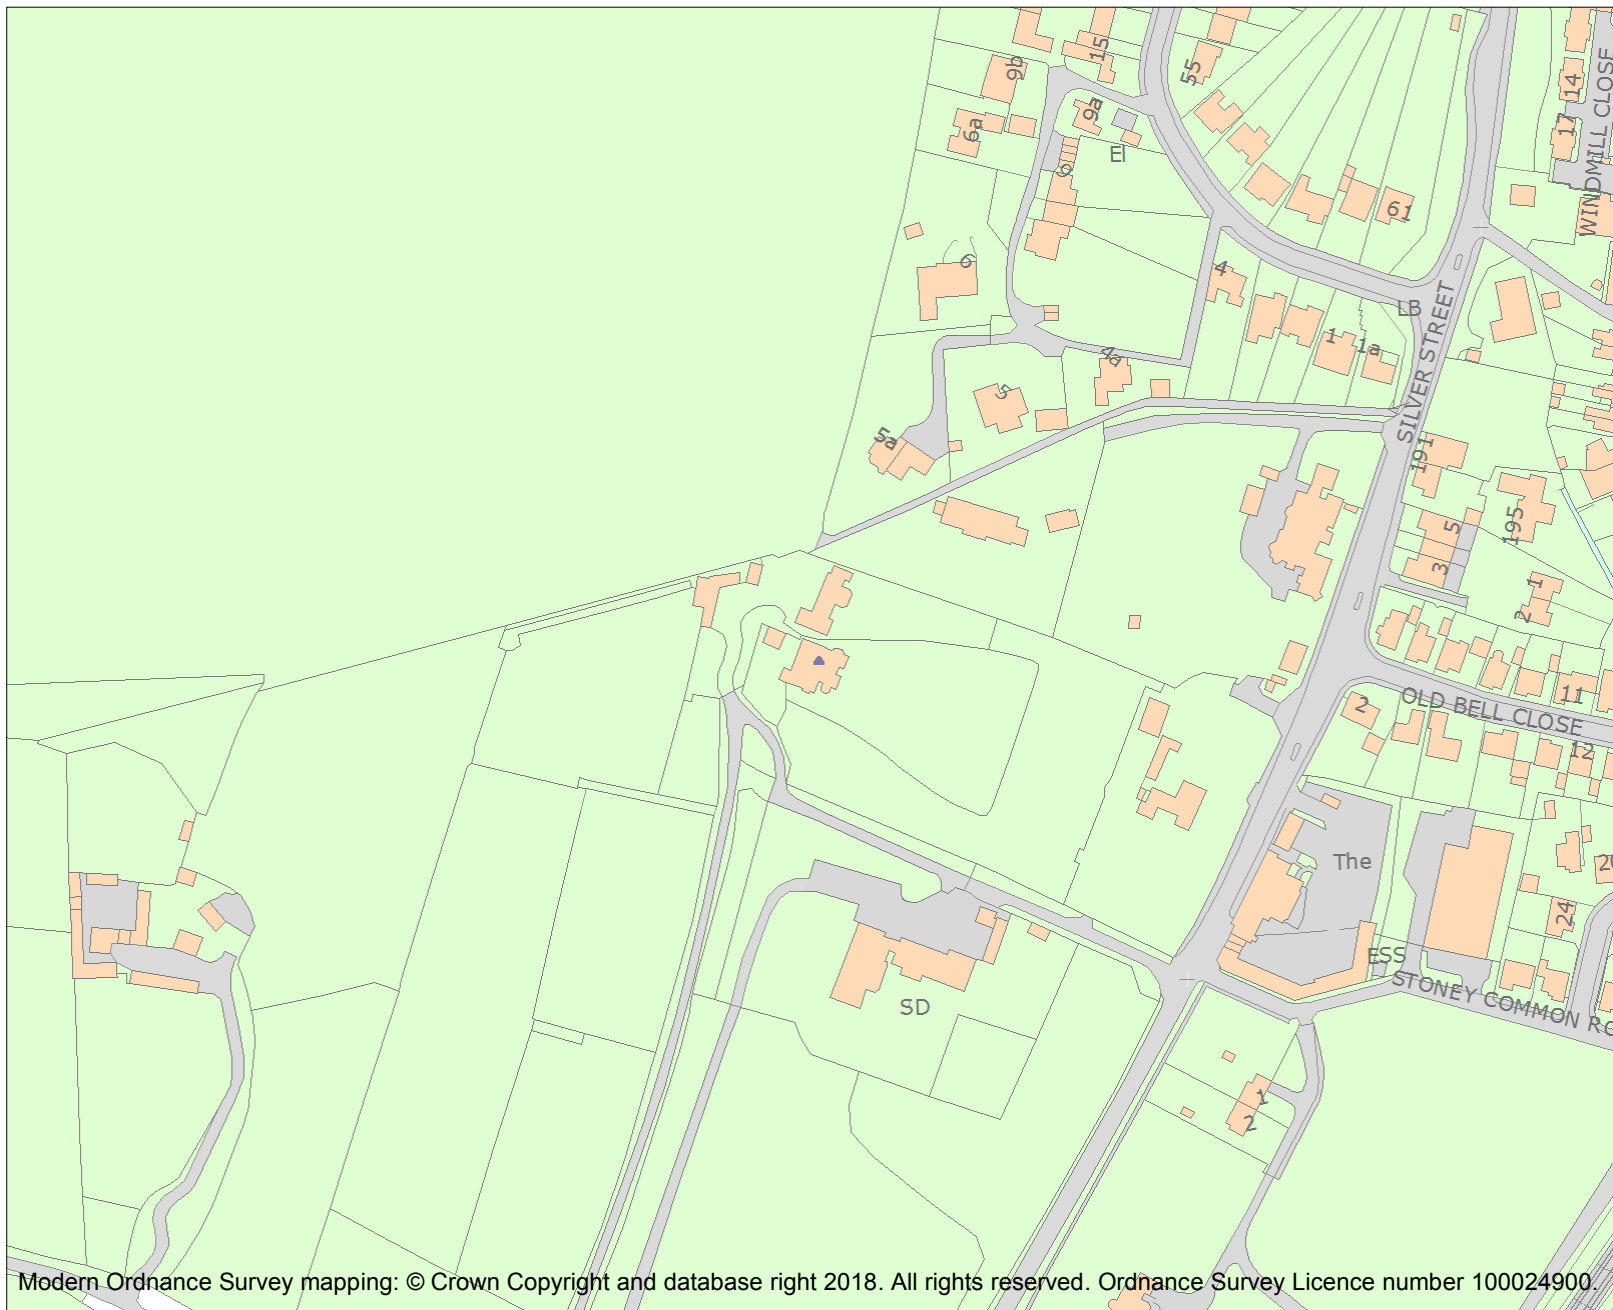 9b
15
55
14
WINDMILL CLOSE
6a
9a
17
El
9
61
6
4
LB
SILVER STREET
1
1a
4a
5
5a
191
195
5
3
1
2
11
2
OLD BELL CLOSE
12
The
24
ESS
STONEY COMMON RO
SD
1
2
Modern Ordnance Survey mapping: © Crown Copyright and database right 2018. All rights reserved. Ordnance Survey Licence number 100024900.